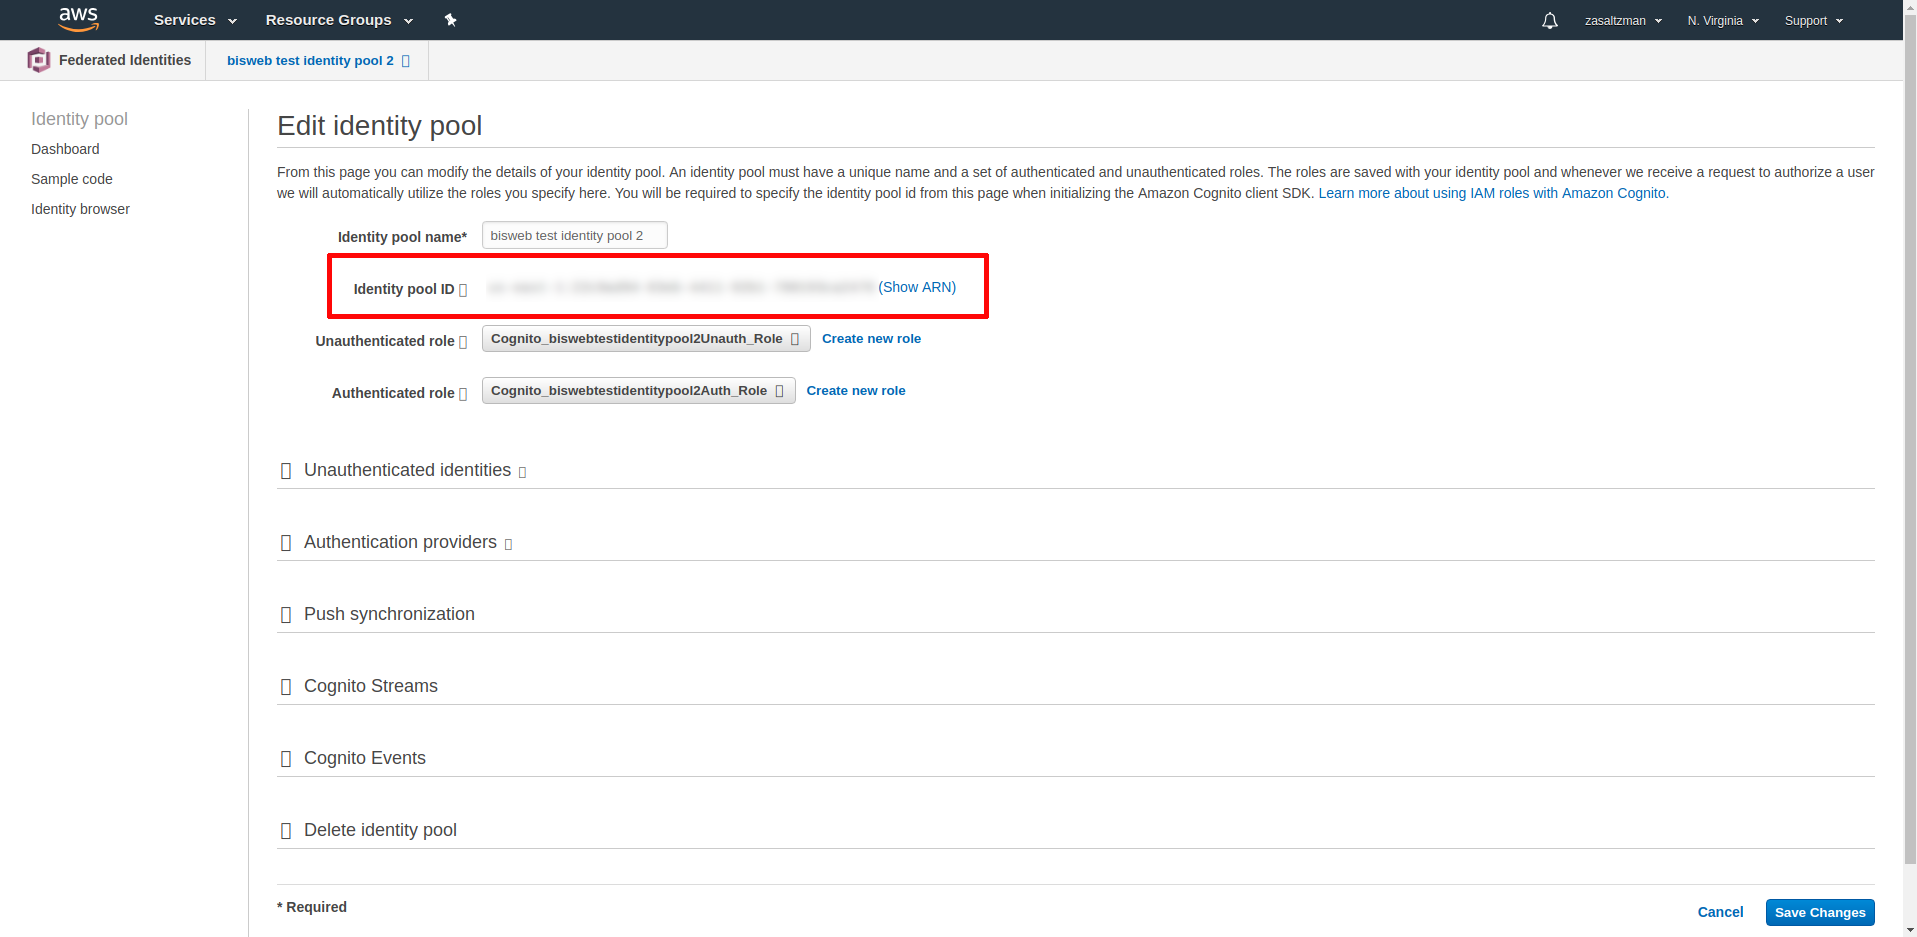 aws Services Resource Groups zasaltzman N. Virginia Support
Federated Identities bisweb test identity pool 2
Identity pool
Dashboard
Sample code
Identity browser
Edit identity pool
From this page you can modify the details of your identity pool. An identity pool must have a unique name and a set of authenticated and unauthenticated roles. The roles are saved with your identity pool and whenever we receive a request to authorize a user
we will automatically utilize the roles you specify here. You will be required to specify the identity pool id from this page when initializing the Amazon Cognito client SDK. Learn more about using IAM roles with Amazon Cognito.
Identity pool name* bisweb test identity pool 2
Identity pool ID (Show ARN)
Unauthenticated role Cognito_biswebtestidentitypool2Unauth_Role Create new role
Authenticated role Cognito_biswebtestidentitypool2Auth_Role Create new role
Unauthenticated identities
Authentication providers
Push synchronization
Cognito Streams
Cognito Events
Delete identity pool
* Required
Cancel Save Changes